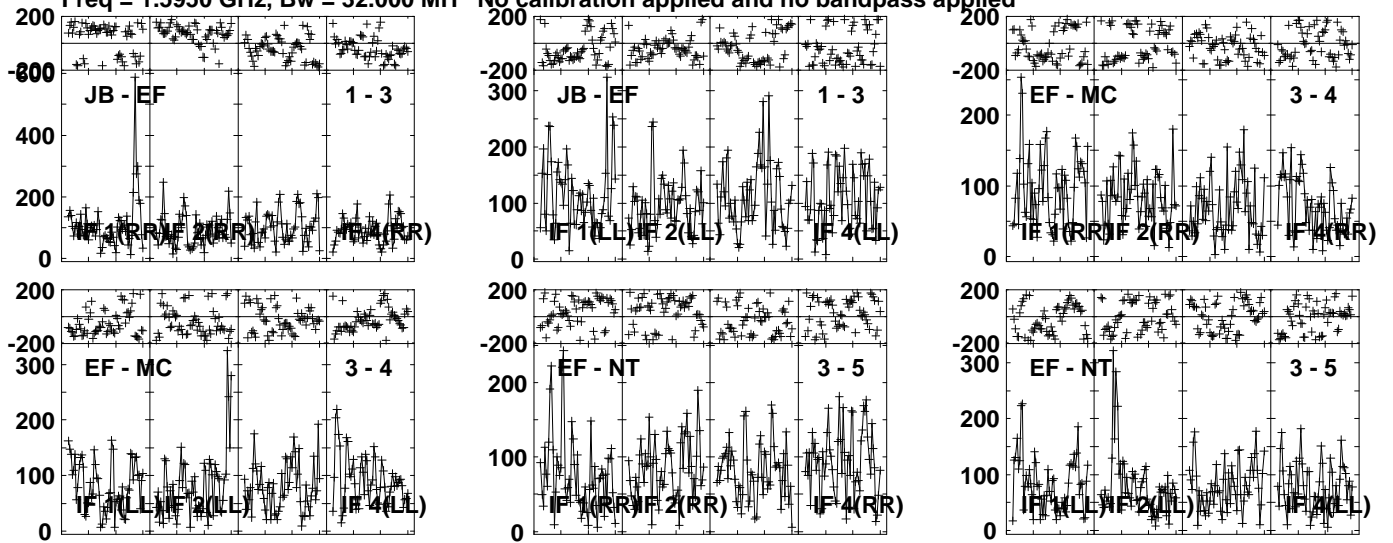 Freq = 1.5950 GHz, Bw = 32.000 MH No calibration applied and no bandpass applied
200
-200
600
400
200
0
JB - EF
1 - 3
IF 1(RR)
IF 2(RR)
IF 4(RR)
200
-200
300
200
100
0
JB - EF
1 - 3
IF 1(LL)
IF 2(LL)
IF 4(LL)
200
-200
200
100
0
EF - MC
3 - 4
IF 1(RR)
IF 2(RR)
IF 4(RR)
200
-200
300
200
100
0
EF - MC
3 - 4
IF 1(LL)
IF 2(LL)
IF 4(LL)
200
-200
200
100
0
EF - NT
3 - 5
IF 1(RR)
IF 2(RR)
IF 4(RR)
200
-200
300
200
100
0
EF - NT
3 - 5
IF 1(LL)
IF 2(LL)
IF 4(LL)